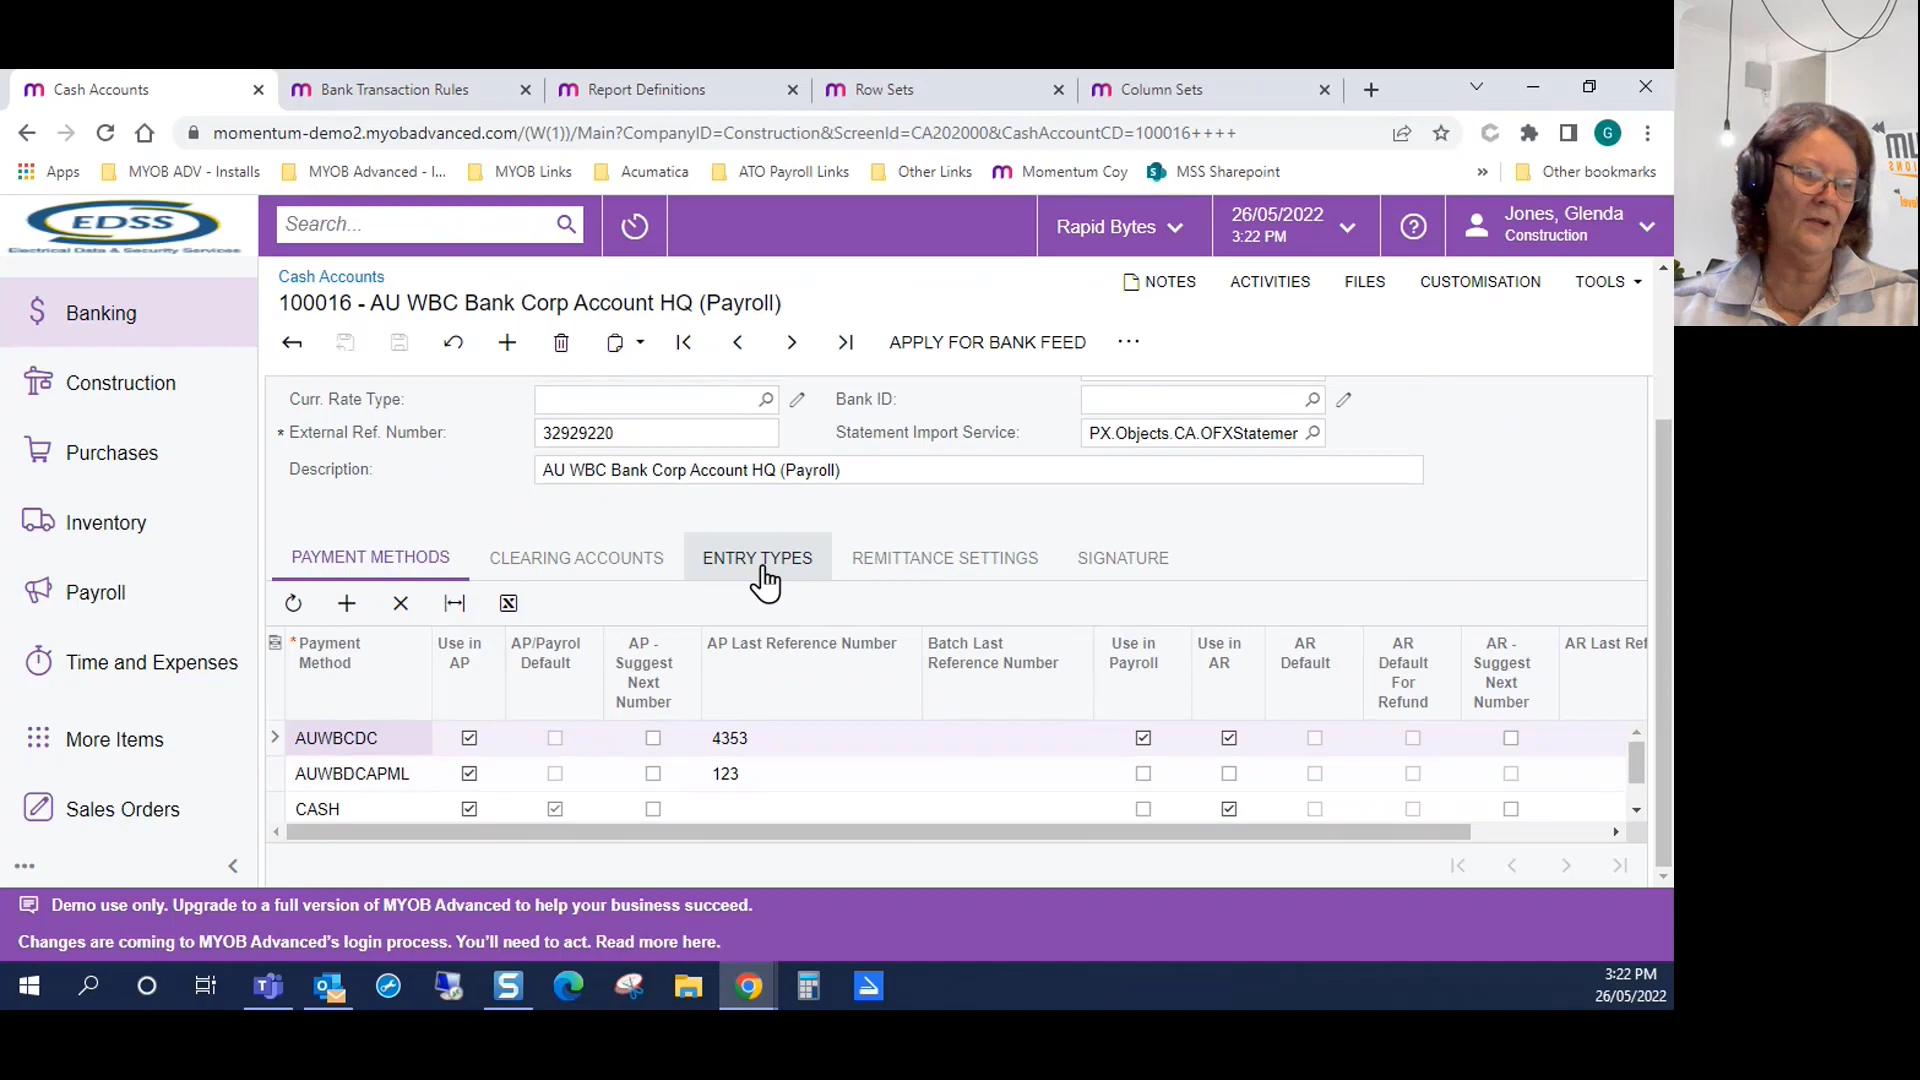 Cash Accounts
Bank Transaction Rules
Report Definitions
Row Sets
Column Sets
momentum-demo2.myobadvanced.com/(W(1))/Main?CompanyID=Construction&ScreenId=CA202000&CashAccountCD=100016++++
G
Apps MYOB ADV - Installs MYOB Advanced - I... MYOB Links Acumatica ATO Payroll Links Other Links Momentum Coy MSS Sharepoint » Other bookmarks
EDSS
Electrical Data & Security Services
Search...
Rapid Bytes
26/05/2022
3:22 PM
Jones, Glenda
Construction
Cash Accounts
100016 - AU WBC Bank Corp Account HQ (Payroll)
NOTES ACTIVITIES FILES CUSTOMISATION TOOLS
APPLY FOR BANK FEED
Banking
Construction
Purchases
Inventory
Payroll
Time and Expenses
More Items
Sales Orders
Curr. Rate Type:
Bank ID:
* External Ref. Number: 32929220
Statement Import Service: PX.Objects.CA.OFXStatemer
Description: AU WBC Bank Corp Account HQ (Payroll)
PAYMENT METHODS CLEARING ACCOUNTS ENTRY TYPES REMITTANCE SETTINGS SIGNATURE
* Payment Method
Use in AP
AP/Payrol Default
AP - Suggest Next Number
AP Last Reference Number
Batch Last Reference Number
Use in Payroll
Use in AR
AR Default
AR Default For Refund
AR - Suggest Next Number
AR Last Ref
AUWBCDC 4353
AUWBDCAPML 123
CASH
Demo use only. Upgrade to a full version of MYOB Advanced to help your business succeed.
Changes are coming to MYOB Advanced's login process. You'll need to act. Read more here.
3:22 PM
26/05/2022